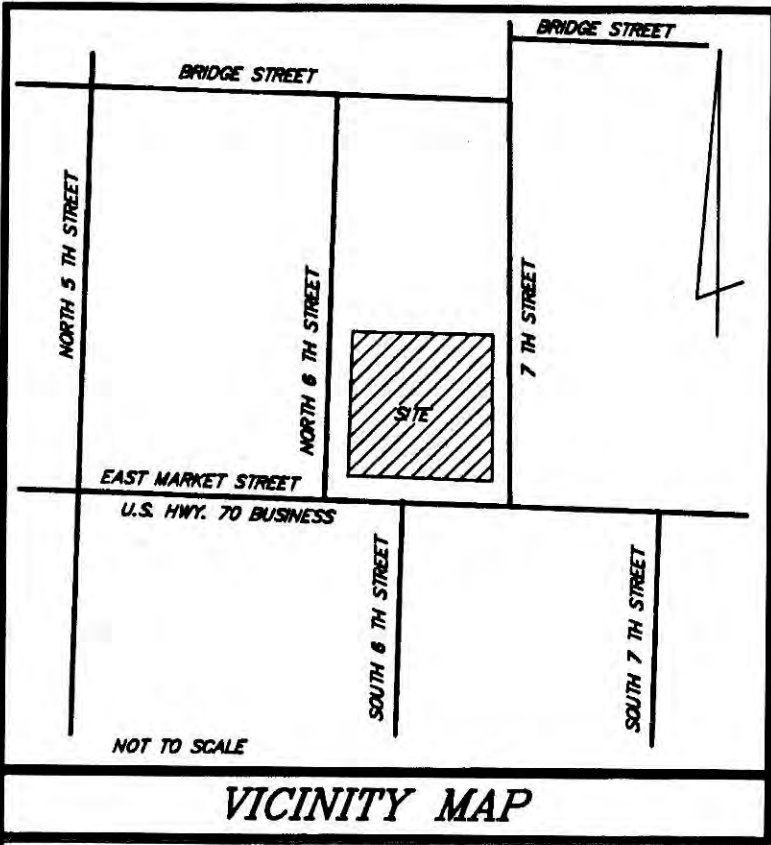 BRIDGE STREET
BRIDGE STREET
NORTH 5 TH STREET
NORTH 6 TH STREET
7 TH STREET
SITE
EAST MARKET STREET
U.S. HWY. 70 BUSINESS
SOUTH 6 TH STREET
SOUTH 7 TH STREET
NOT TO SCALE
VICINITY MAP